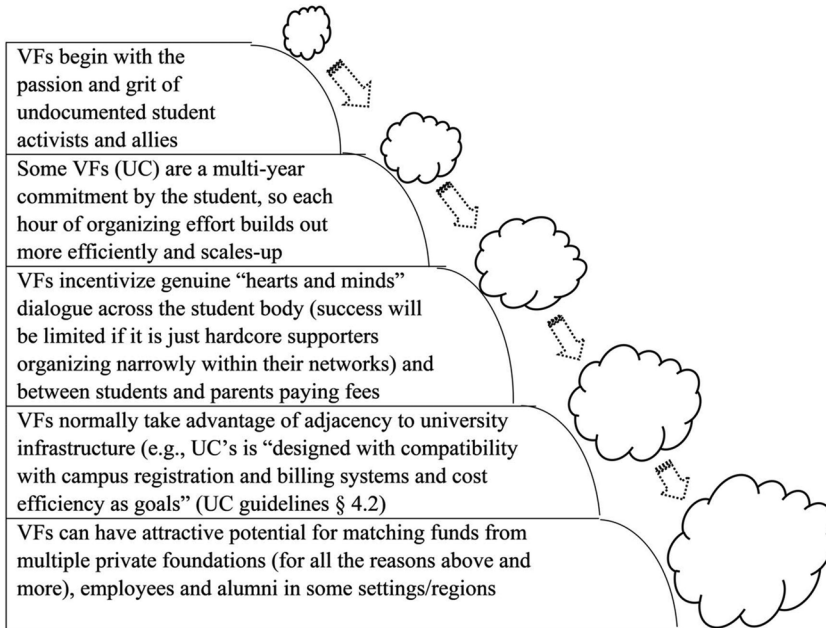 VFs begin with the
passion and grit of
undocumented student
activists and allies
Some VFs (UC) are a multi-year
commitment by the student, so each
hour of organizing effort builds out
more efficiently and scales-up
VFs incentivize genuine “hearts and minds”
dialogue across the student body (success will
be limited if it is just hardcore supporters
organizing narrowly within their networks) and
between students and parents paying fees
VFs normally take advantage of adjacency to university
infrastructure (e.g., UC’s is “designed with compatibility
with campus registration and billing systems and cost
efficiency as goals” (UC guidelines § 4.2)
VFs can have attractive potential for matching funds from
multiple private foundations (for all the reasons above and
more), employees and alumni in some settings/regions